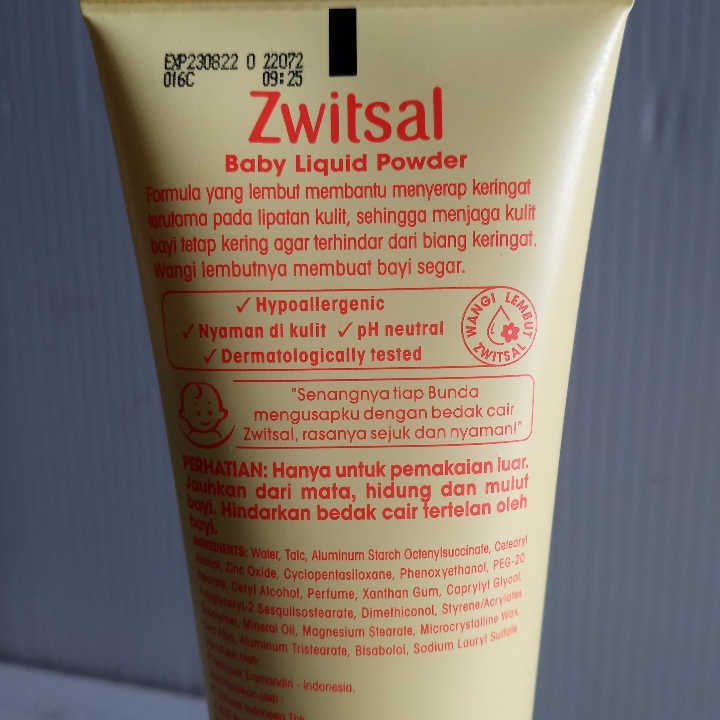 EXP230822 0 22072
016C 09:25
Zwitsal
Baby Liquid Powder
Formula yang lembut membantu menyerap keringat
terutama pada lipatan kulit, sehingga menjaga kulit
bayi tetap kering agar terhindar dari biang keringat.
Wangi lembutnya membuat bayi segar.
✓ Hypoallergenic
✓ Nyaman di kulit ✓ pH neutral
✓ Dermatologically tested
WANGI LEMBUT
ZWITSAL
"Senangnya tiap Bunda
mengusapku dengan bedak cair
Zwitsal, rasanya sejuk dan nyaman!"
PERHATIAN: Hanya untuk pemakaian luar.
Jauhkan dari mata, hidung dan mulut
bayi. Hindarkan bedak cair tertelan oleh
bayi.
INGREDIENTS: Water, Talc, Aluminum Starch Octenylsuccinate, Cetearyl
Alcohol, Zinc Oxide, Cyclopentasiloxane, Phenoxyethanol, PEG-20
Stearate, Cetyl Alcohol, Perfume, Xanthan Gum, Caprylyl Glycol,
Polyglyceryl-2 Sesquiisostearate, Dimethiconol, Styrene/Acrylates
Copolymer, Mineral Oil, Magnesium Stearate, Microcrystalline Wax,
Aluminum Tristearate, Bisabolol, Sodium Lauryl Sulfate.
oleh:
- Indonesia.
oleh :
Indonesia Tbk